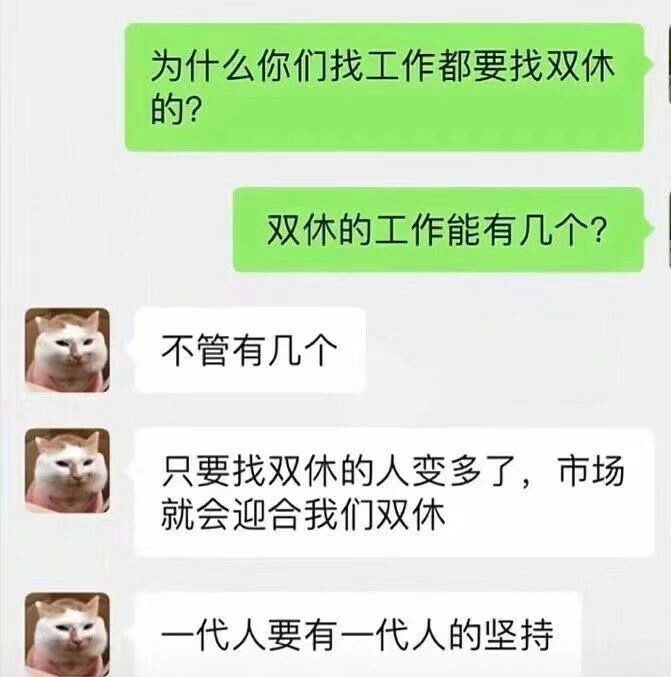 为什么你们找工作都要找双休
的？
双休的工作能有几个？
不管有几个
只要找双休的人变多了，市场
就会迎合我们双休
一代人要有一代人的坚持